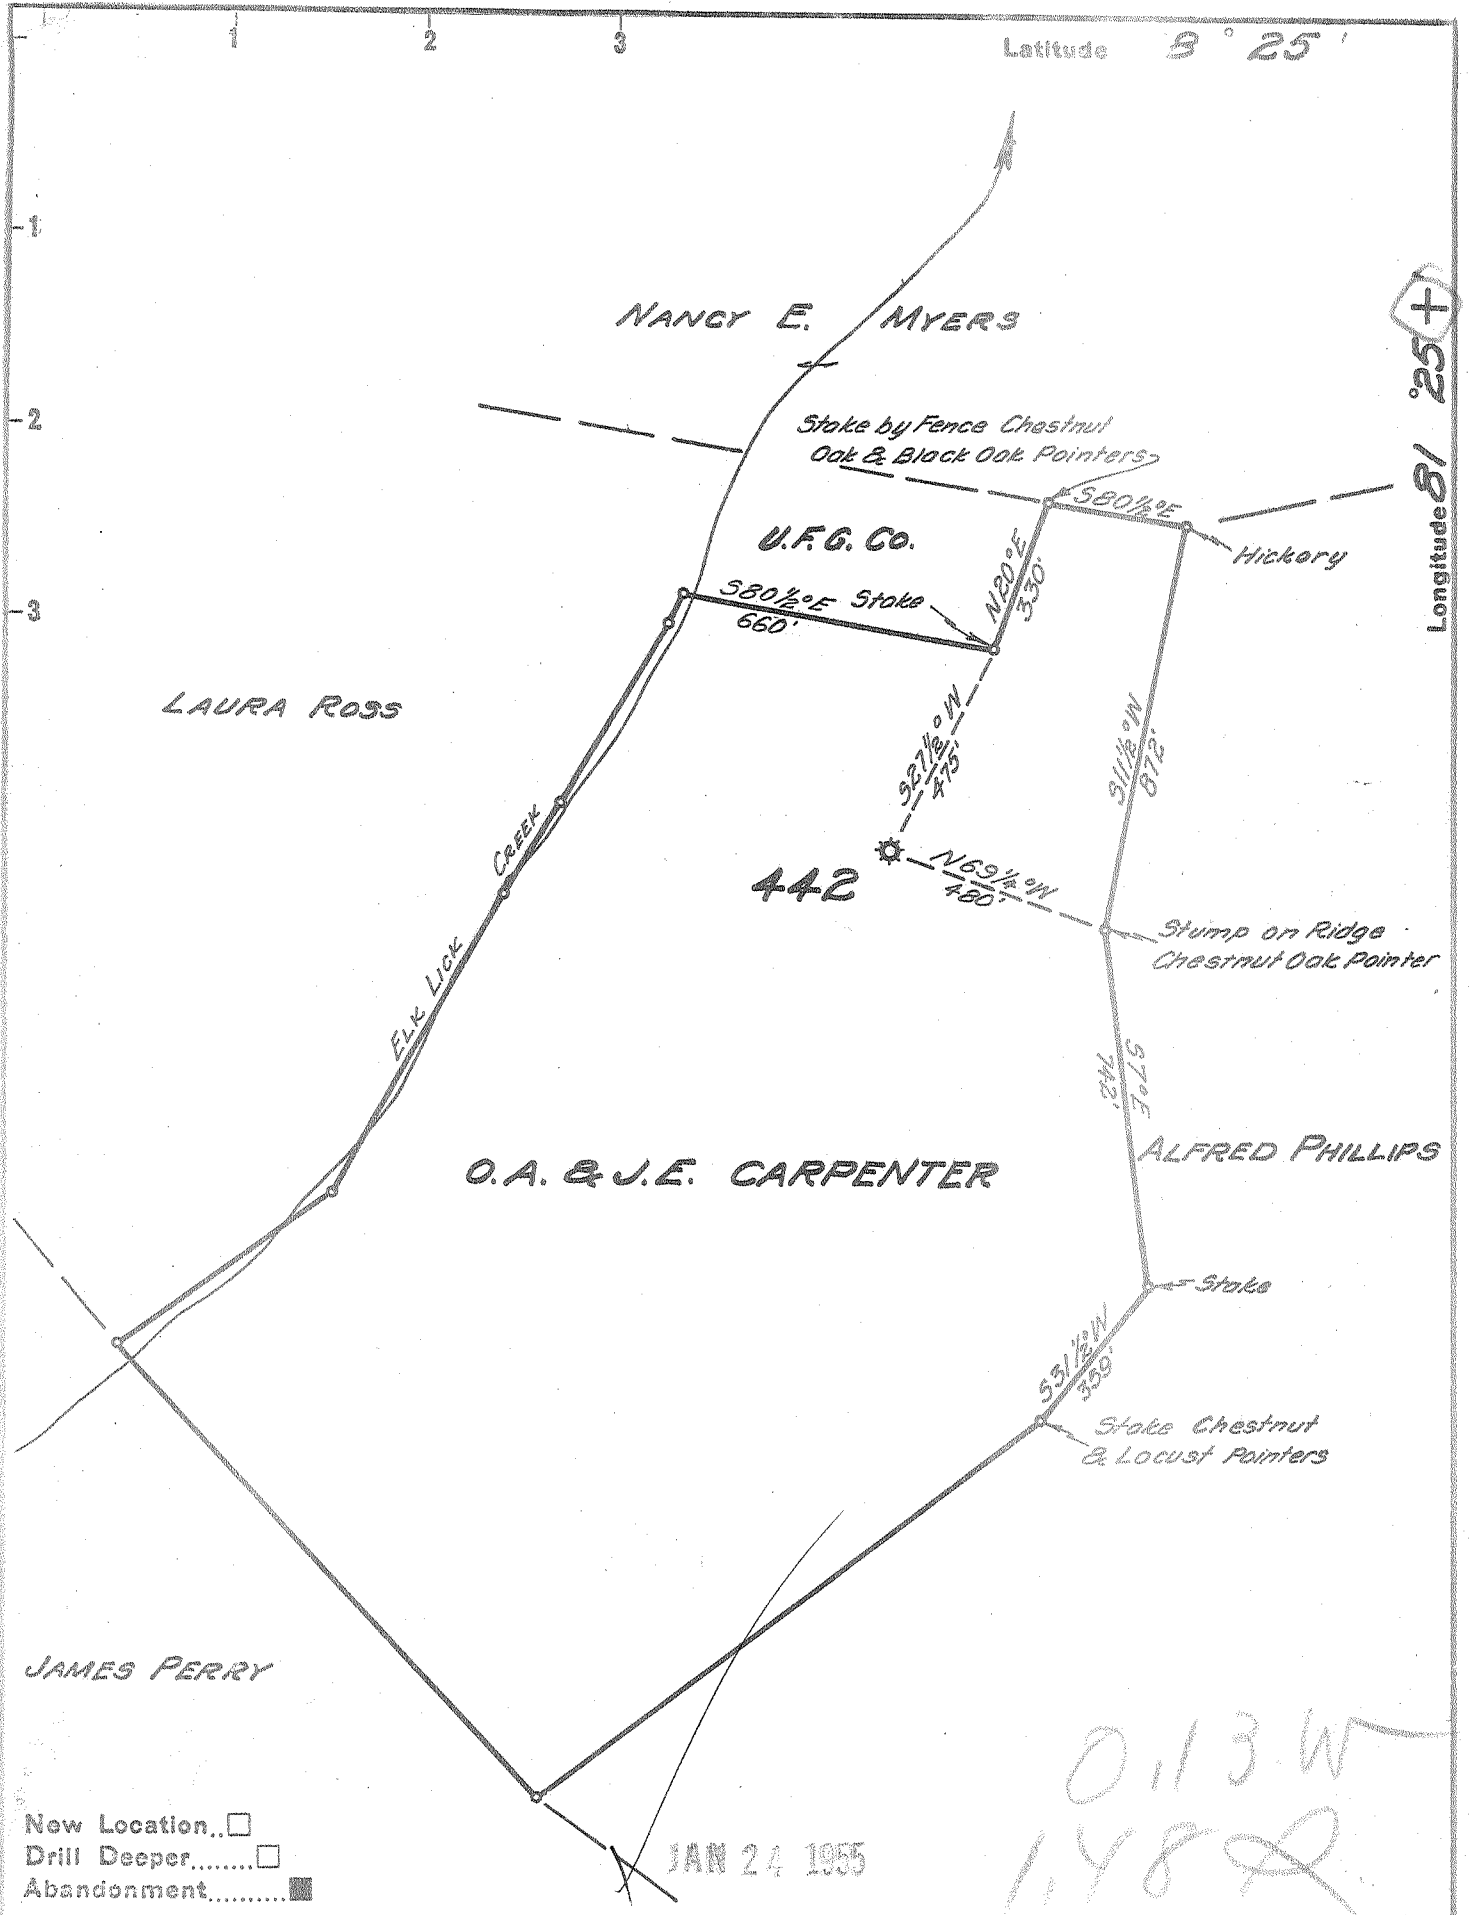 1 2 3
Latitude 8° 25'
1
2
3
Longitude 81° 25' +
NANCY E. MYERS
Stake by Fence Chestnut
Oak & Black Oak Pointers
S80½°E
Hickory
U.F.G. Co.
N20°E
330'
S80½°E Stake
660'
LAURA ROSS
S27½°W
475'
S11½°W
872'
442
N69¼°W
480'
Stump on Ridge
Chestnut Oak Pointer
ELK LICK CREEK
S7°E
742'
O.A. & J.E. CARPENTER
ALFRED PHILLIPS
Stake
S31½°W
359'
Stake Chestnut
& Locust Pointers
JAMES PERRY
0.13 W
1.48
New Location..
Drill Deeper........
Abandonment..........
JAN 24 1955